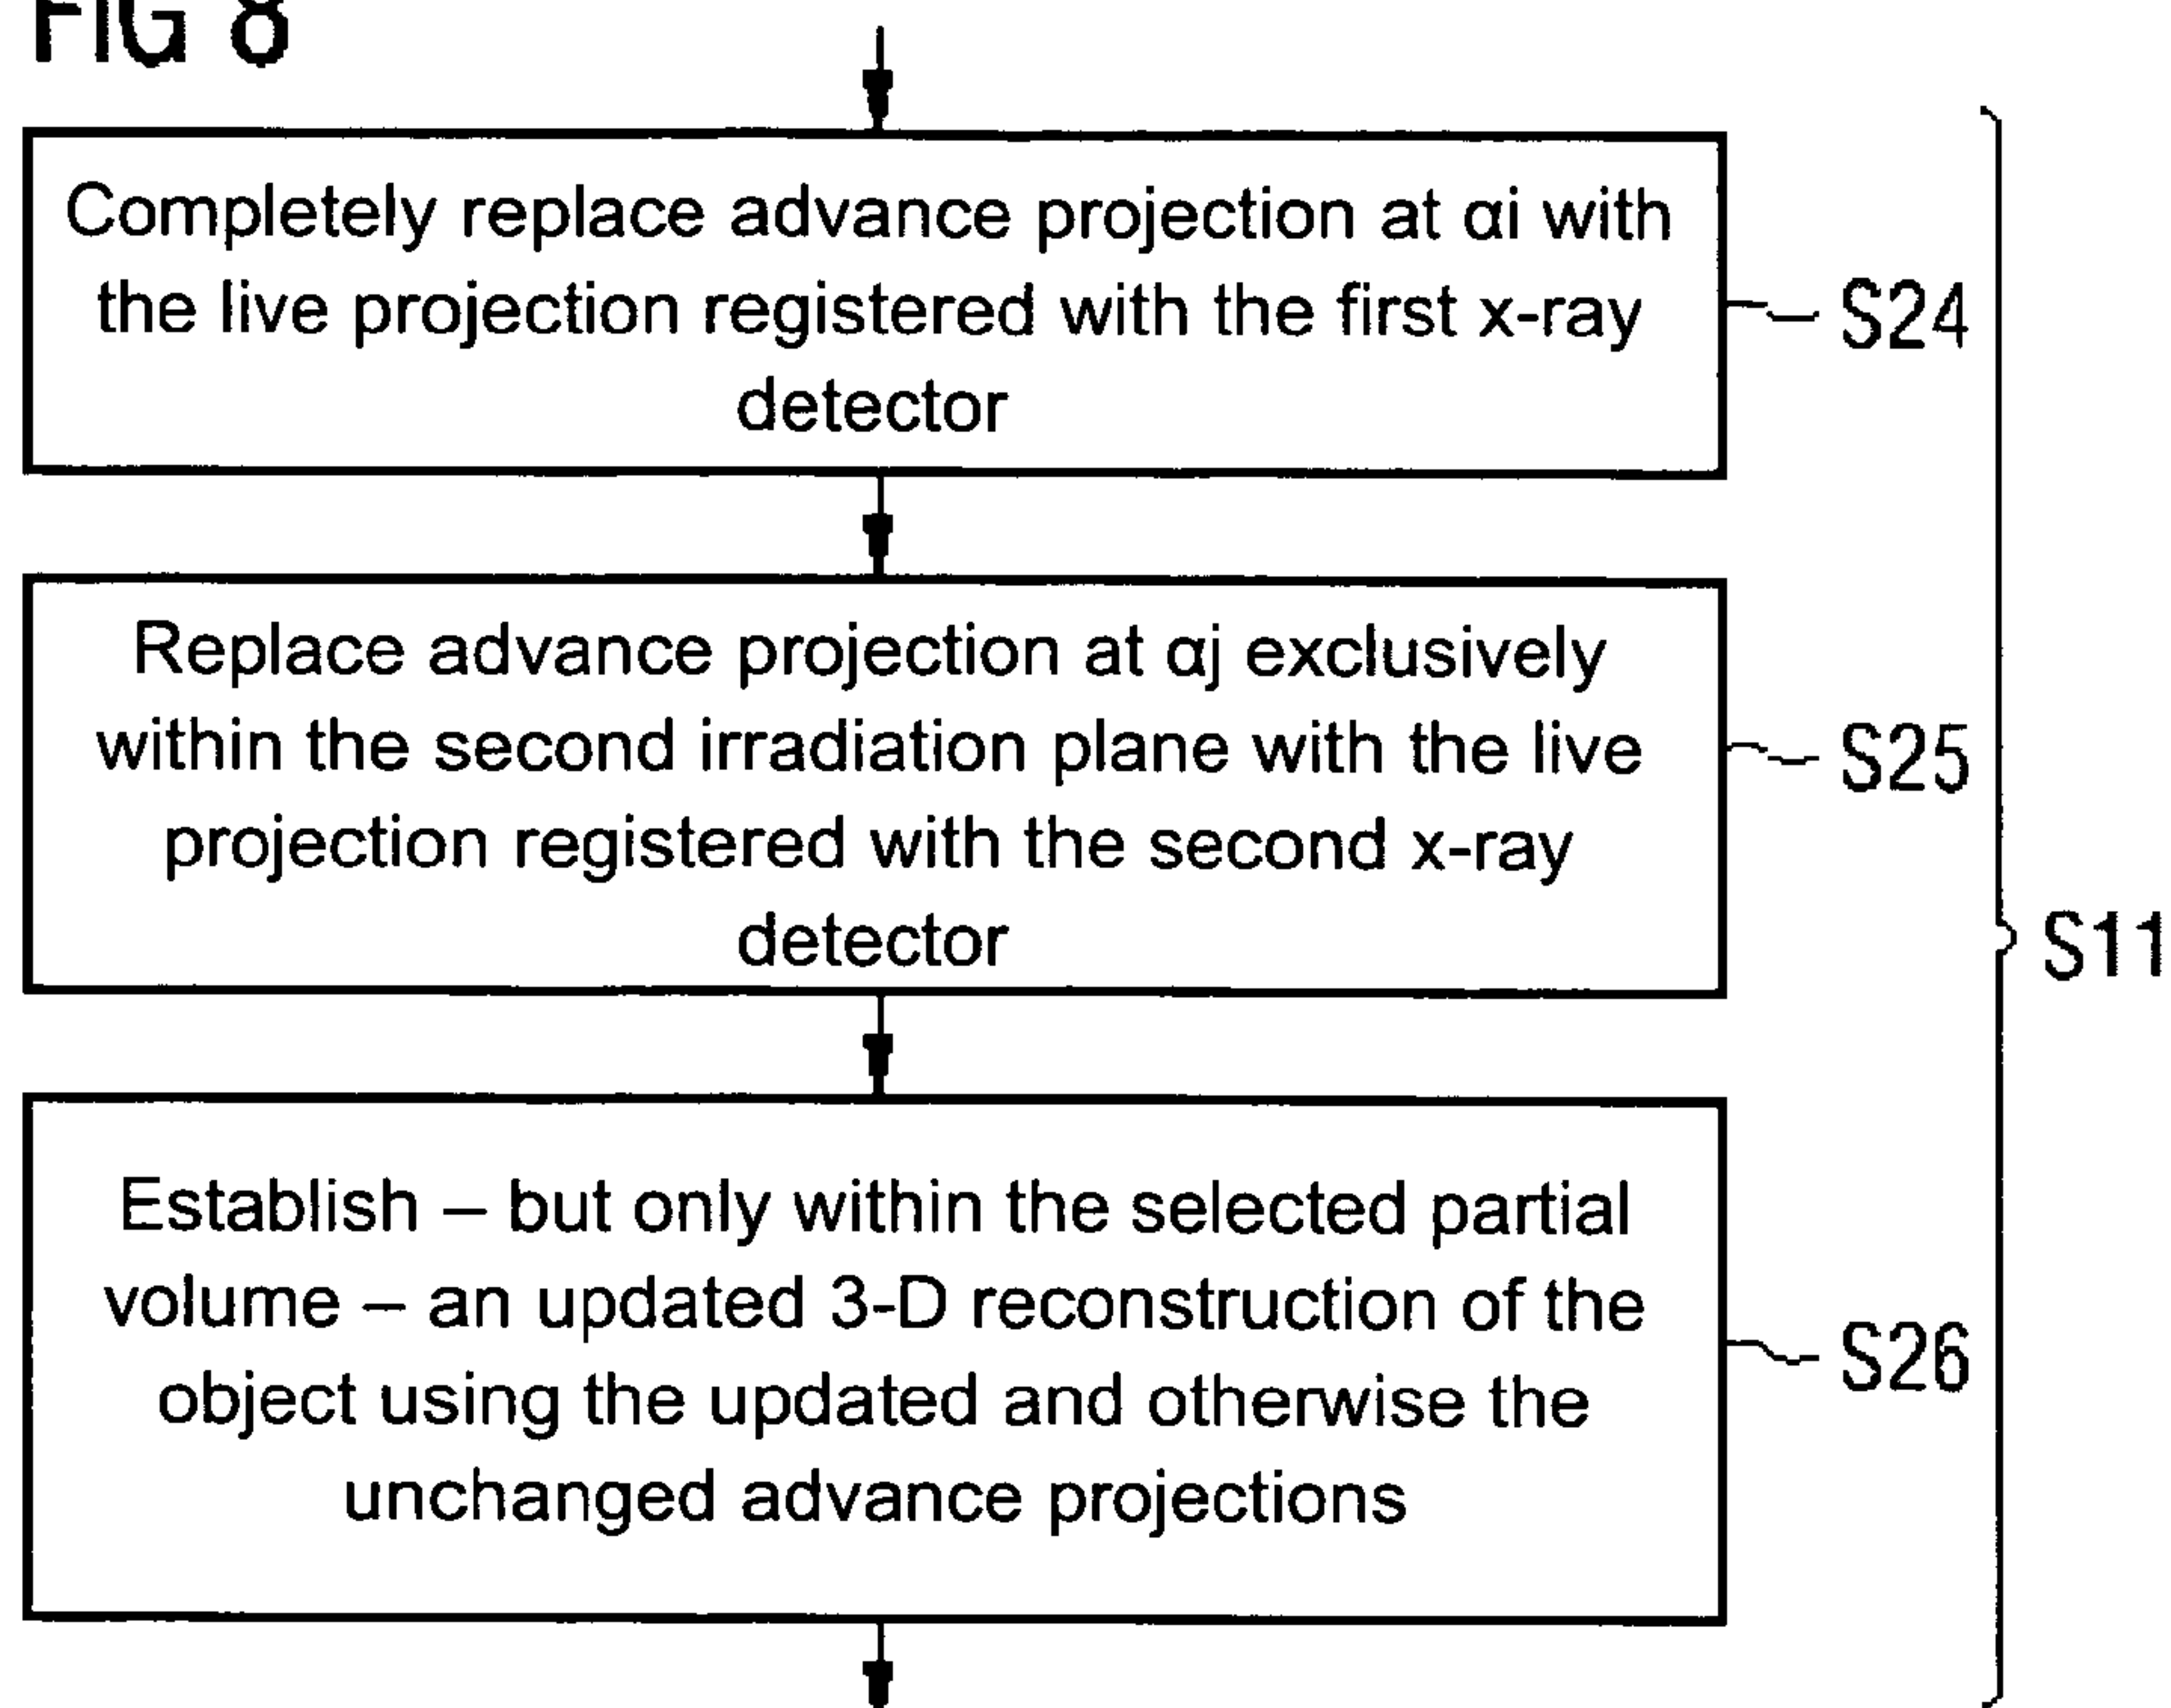 FIG 8
Completely replace advance projection at αi with
the live projection registered with the first x-ray
detector
S24
Replace advance projection at αj exclusively
within the second irradiation plane with the live
projection registered with the second x-ray
detector
S25
S11
Establish – but only within the selected partial
volume – an updated 3-D reconstruction of the
object using the updated and otherwise the
unchanged advance projections
S26